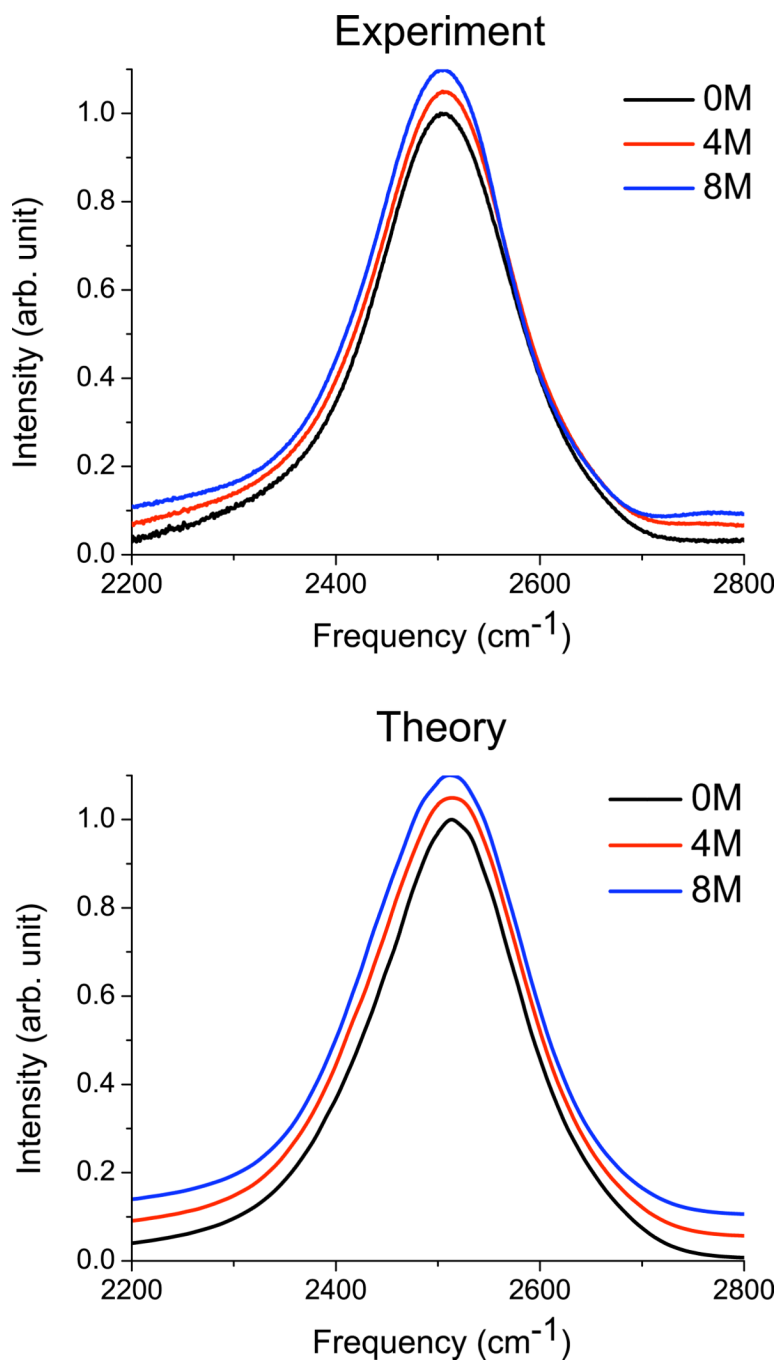 Experiment
0M
4M
8M
1.0
0.8
0.6
0.4
0.2
0.0
Intensity (arb. unit)
2200
2400
2600
2800
Frequency (cm⁻¹)
Theory
0M
4M
8M
1.0
0.8
0.6
0.4
0.2
0.0
Intensity (arb. unit)
2200
2400
2600
2800
Frequency (cm⁻¹)